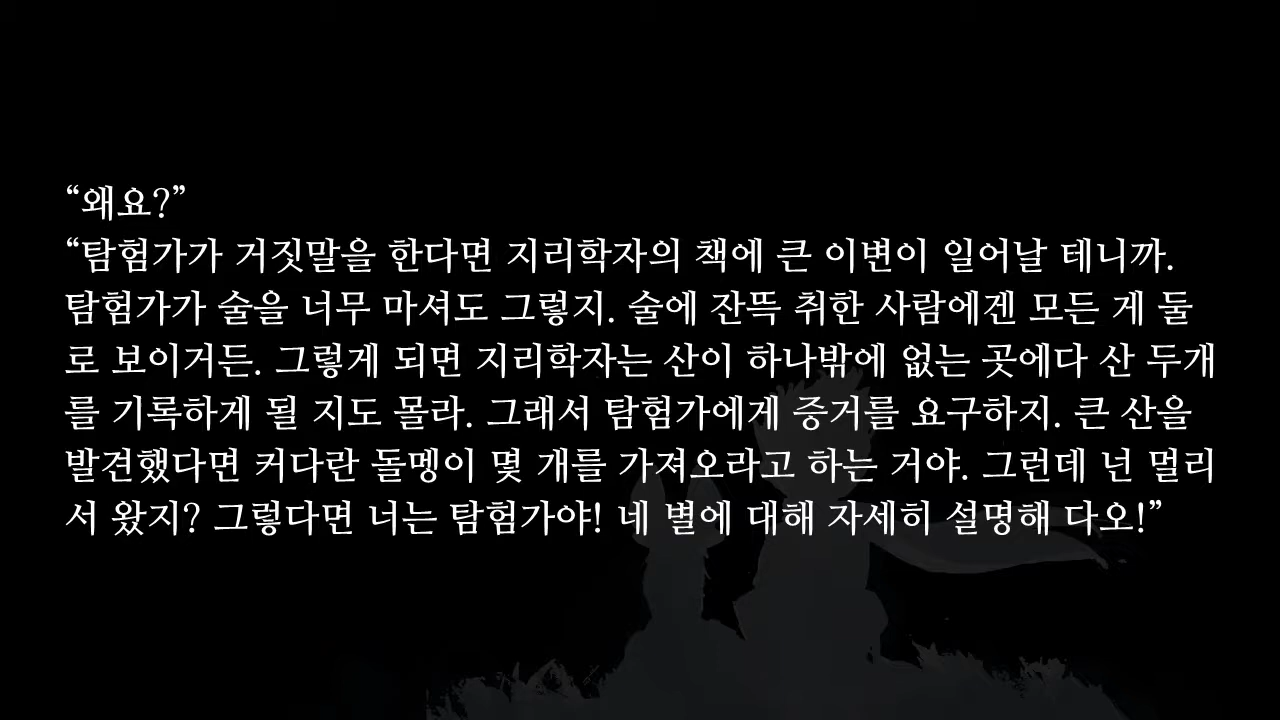 “왜요?”
“탐험가가 거짓말을 한다면 지리학자의 책에 큰 이변이 일어날 테니까.
탐험가가 술을 너무 마셔도 그렇지. 술에 잔뜩 취한 사람에겐 모든 게 둘
로 보이거든. 그렇게 되면 지리학자는 산이 하나밖에 없는 곳에다 산 두개
를 기록하게 될 지도 몰라. 그래서 탐험가에게 증거를 요구하지. 큰 산을
발견했다면 커다란 돌멩이 몇 개를 가져오라고 하는 거야. 그런데 넌 멀리
서 왔지? 그렇다면 너는 탐험가야! 네 별에 대해 자세히 설명해 다오!”